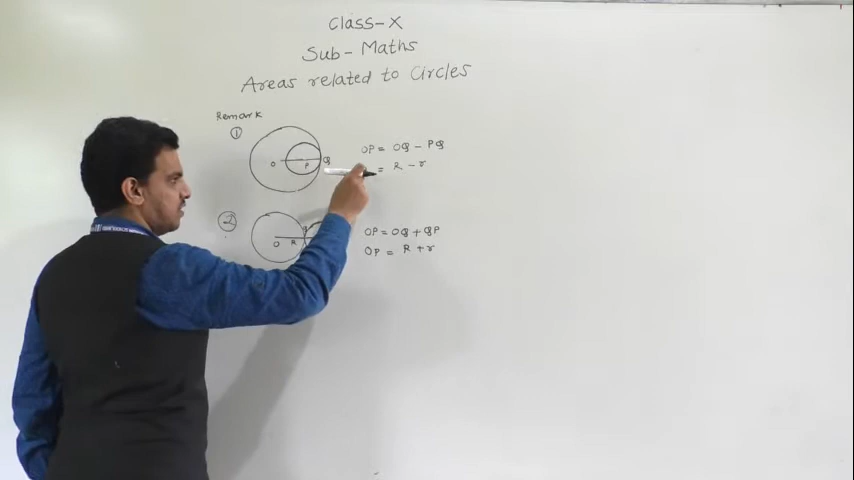 Class-X
Sub- Maths
Areas related to Circles
Remark
①
O P Q
OP = OQ - PQ
= R - r
②
O R
OP = OQ + QP
OP = R + r